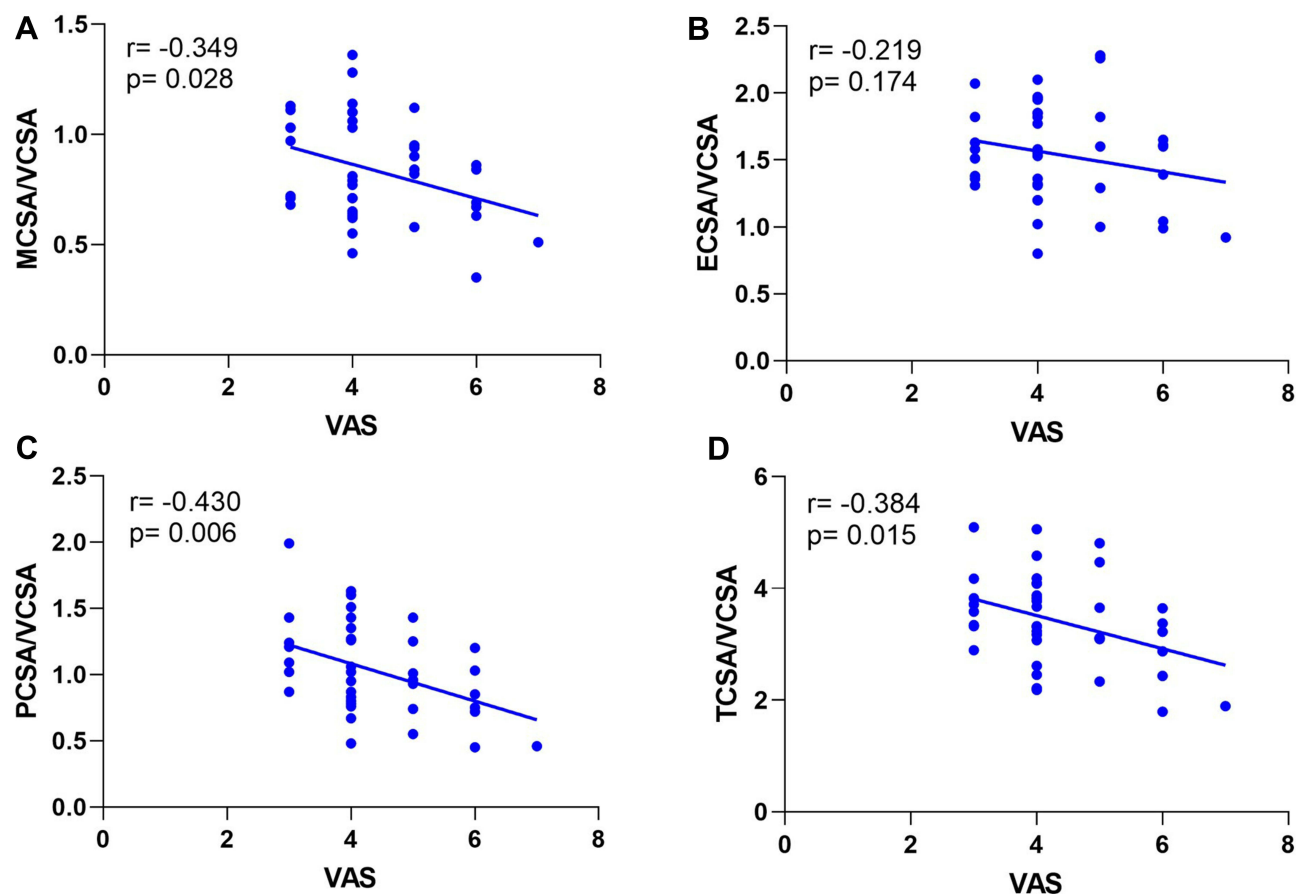 A
r= -0.349
p= 0.028
MCSA/VCSA
1.5
1.0
0.5
0.0
0 2 4 6 8
VAS
B
r= -0.219
p= 0.174
ECSA/VCSA
2.5
2.0
1.5
1.0
0.5
0.0
0 2 4 6 8
VAS
C
r= -0.430
p= 0.006
PCSA/VCSA
2.5
2.0
1.5
1.0
0.5
0.0
0 2 4 6 8
VAS
D
r= -0.384
p= 0.015
TCSA/VCSA
6
4
2
0
0 2 4 6 8
VAS